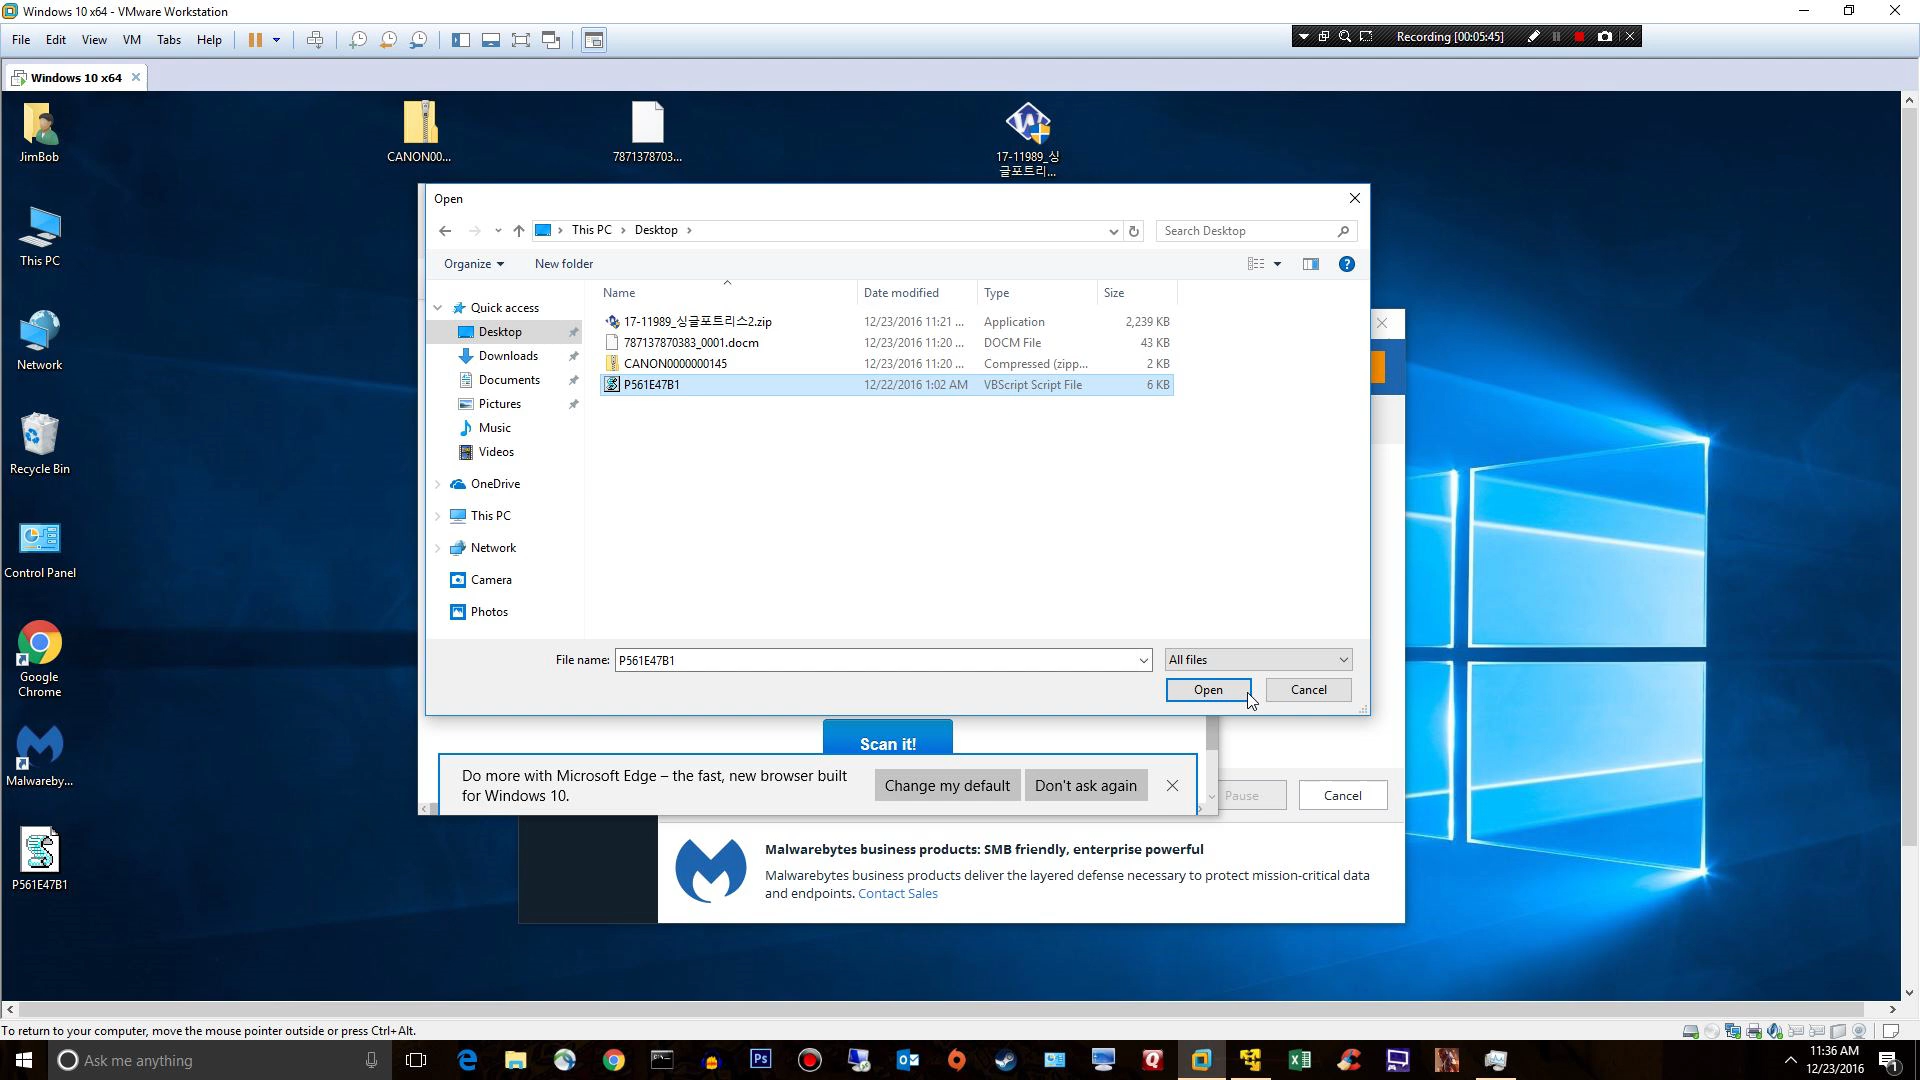 Windows 10 x64 - VMware Workstation
File Edit View VM Tabs Help
Recording [00:05:45]
Windows 10 x64
JimBob
CANON00...
7871378703...
17-11989_싱
글포트리...
This PC
Network
Recycle Bin
Control Panel
Google
Chrome
Malwareby...
P561E47B1
Open
This PC > Desktop >
Search Desktop
Organize
New folder
Name Date modified Type Size
Quick access
Desktop
Downloads
Documents
Pictures
Music
Videos
OneDrive
This PC
Network
Camera
Photos
17-11989_싱글포트리스2.zip 12/23/2016 11:21 ... Application 2,239 KB
787137870383_0001.docm 12/23/2016 11:20 ... DOCM File 43 KB
CANON0000000145 12/23/2016 11:20 ... Compressed (zipp... 2 KB
P561E47B1 12/22/2016 1:02 AM VBScript Script File 6 KB
File name: P561E47B1
All files
Open
Cancel
Scan it!
Do more with Microsoft Edge – the fast, new browser built
for Windows 10.
Change my default
Don't ask again
Pause
Cancel
Malwarebytes business products: SMB friendly, enterprise powerful
Malwarebytes business products deliver the layered defense necessary to protect mission-critical data
and endpoints. Contact Sales
To return to your computer, move the mouse pointer outside or press Ctrl+Alt.
Ask me anything
Ps
11:36 AM
12/23/2016
1